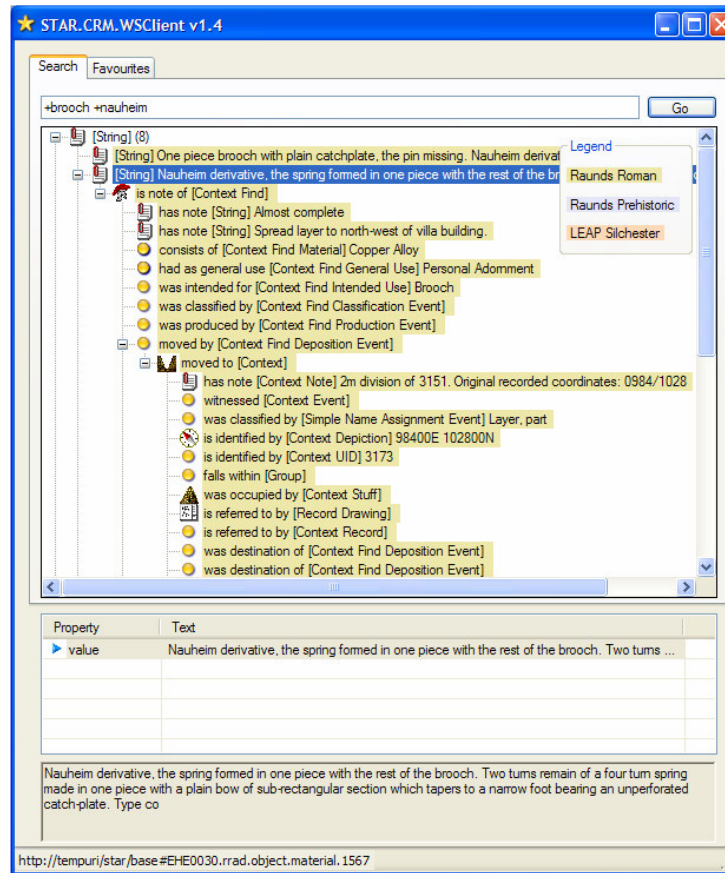 STAR.CRM.WSClient v1.4
Search Favourites
+brooch +nauheim Go
[String] (8)
[String] One piece brooch with plain catchplate, the pin missing. Nauheim derivat
[String] Nauheim derivative, the spring formed in one piece with the rest of the br
is note of [Context Find]
has note [String] Almost complete
has note [String] Spread layer to north-west of villa building.
consists of [Context Find Material] Copper Alloy
had as general use [Context Find General Use] Personal Adornment
was intended for [Context Find Intended Use] Brooch
was classified by [Context Find Classification Event]
was produced by [Context Find Production Event]
moved by [Context Find Deposition Event]
moved to [Context]
has note [Context Note] 2m division of 3151. Original recorded coordinates: 0984/1028
witnessed [Context Event]
was classified by [Simple Name Assignment Event] Layer, part
is identified by [Context Depiction] 98400E 102800N
is identified by [Context UID] 3173
falls within [Group]
was occupied by [Context Stuff]
is referred to by [Record Drawing]
is referred to by [Context Record]
was destination of [Context Find Deposition Event]
was destination of [Context Find Deposition Event]
Legend
Raunds Roman
Raunds Prehistoric
LEAP Silchester
Property Text
value Nauheim derivative, the spring formed in one piece with the rest of the brooch. Two turns ...
Nauheim derivative, the spring formed in one piece with the rest of the brooch. Two turns remain of a four turn spring
made in one piece with a plain bow of sub-rectangular section which tapers to a narrow foot bearing an unperforated
catch-plate. Type co
http://tempuri/star/base#EHE0030.rrad.object.material.1567